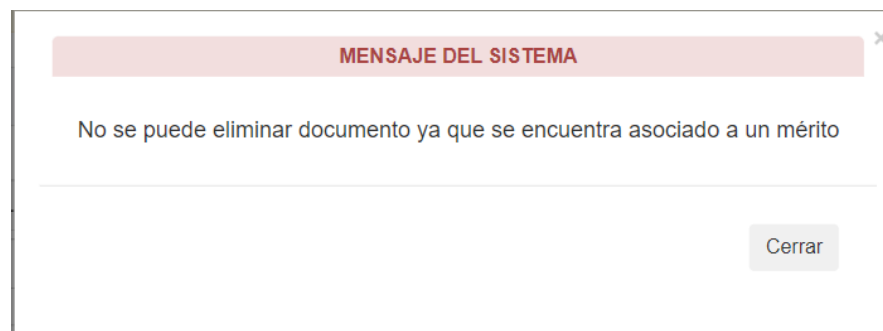 ×
MENSAJE DEL SISTEMA
No se puede eliminar documento ya que se encuentra asociado a un mérito
Cerrar